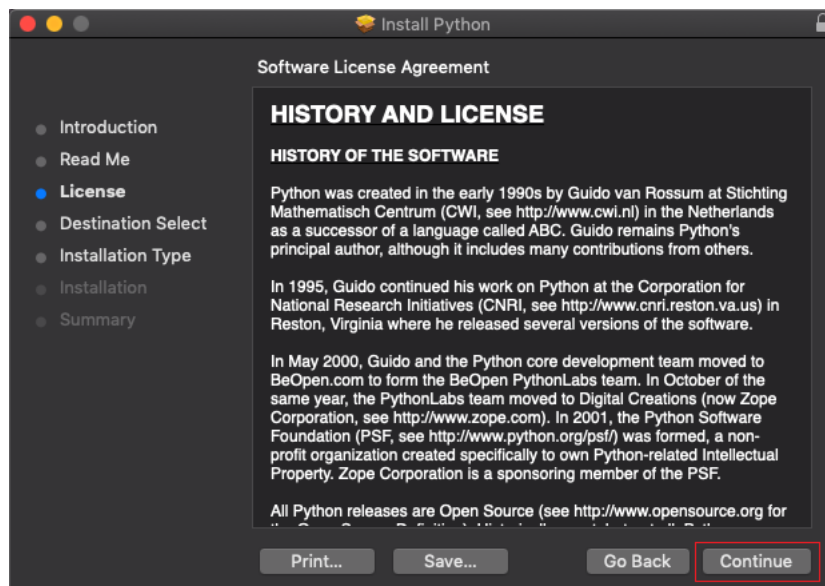 Install Python
Software License Agreement
Introduction
Read Me
License
Destination Select
Installation Type
Installation
Summary
HISTORY AND LICENSE
HISTORY OF THE SOFTWARE
Python was created in the early 1990s by Guido van Rossum at Stichting
Mathematisch Centrum (CWI, see http://www.cwi.nl) in the Netherlands
as a successor of a language called ABC. Guido remains Python's
principal author, although it includes many contributions from others.
In 1995, Guido continued his work on Python at the Corporation for
National Research Initiatives (CNRI, see http://www.cnri.reston.va.us) in
Reston, Virginia where he released several versions of the software.
In May 2000, Guido and the Python core development team moved to
BeOpen.com to form the BeOpen PythonLabs team. In October of the
same year, the PythonLabs team moved to Digital Creations (now Zope
Corporation, see http://www.zope.com). In 2001, the Python Software
Foundation (PSF, see http://www.python.org/psf/) was formed, a non-
profit organization created specifically to own Python-related Intellectual
Property. Zope Corporation is a sponsoring member of the PSF.
All Python releases are Open Source (see http://www.opensource.org for
Print...
Save...
Go Back
Continue